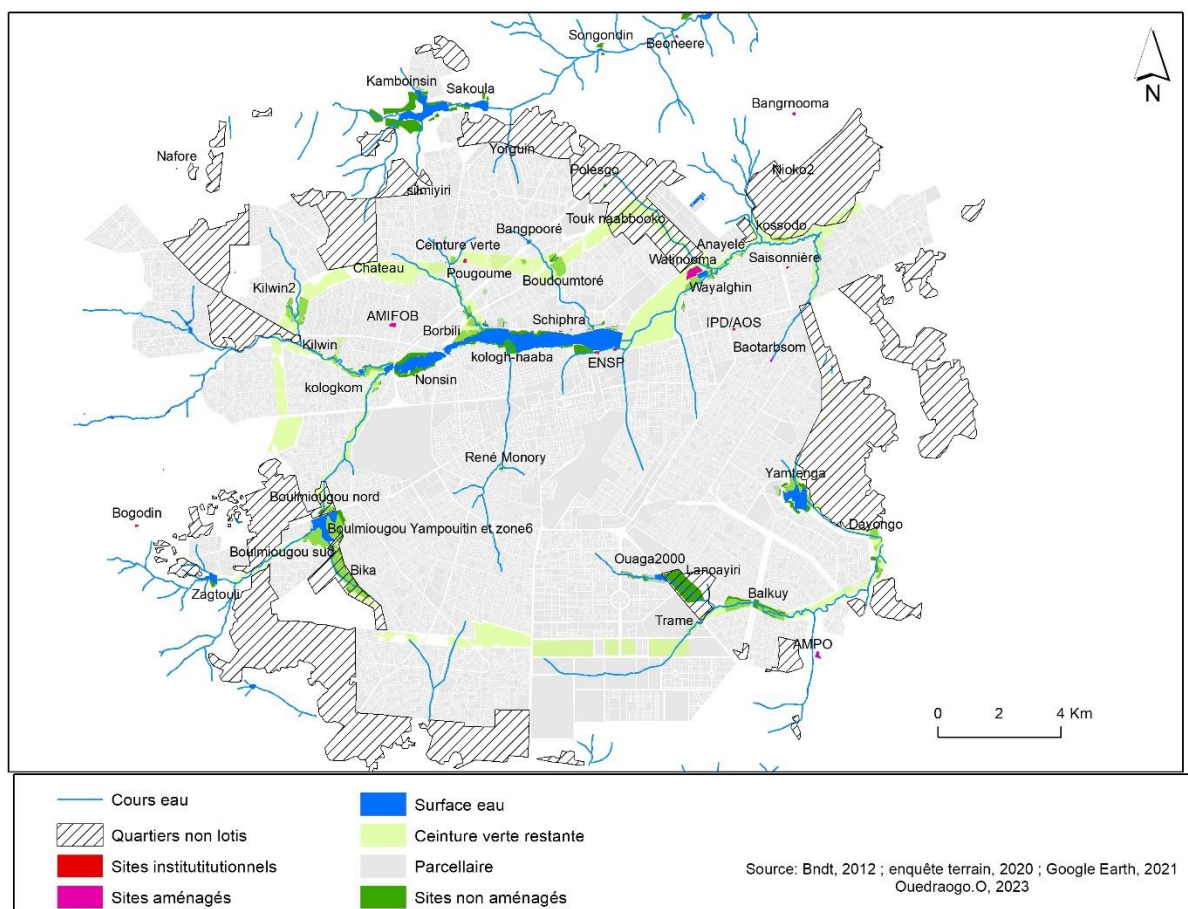 Songondin
Beoneere
Kamboinsin
Sakoula
N
Bangrnooma
Yorguin
Nafore
Polesgo
Nioko2
silmiyiri
Touk naabbooko
Bangpooré
kossodo
Anayele
Ceinture verte
Watinooma
Saisonnière
Chateau
Pougoume
Boudoumtoré
Wayalghin
Kilwin2
AMIFOB
Borbili
Schiphra
IPD/AOS
Kilwin
kologh-naaba
ENSP
Baotarbsom
kologkom
Nonsin
René Monory
Yamtenga
Boulmiougou nord
Bogodin
Boulmiougou Yampouitin et zone6
Dayongo
Boulmiougou sud
Bika
Ouaga2000
Lanoayiri
Zagtouli
Balkuy
Trame
AMPO
0 2 4 Km
Cours eau
Surface eau
Quartiers non lotis
Ceinture verte restante
Sites institutitutionnels
Parcellaire
Sites aménagés
Sites non aménagés
Source: Bndt, 2012 ; enquête terrain, 2020 ; Google Earth, 2021
Ouedraogo.O, 2023